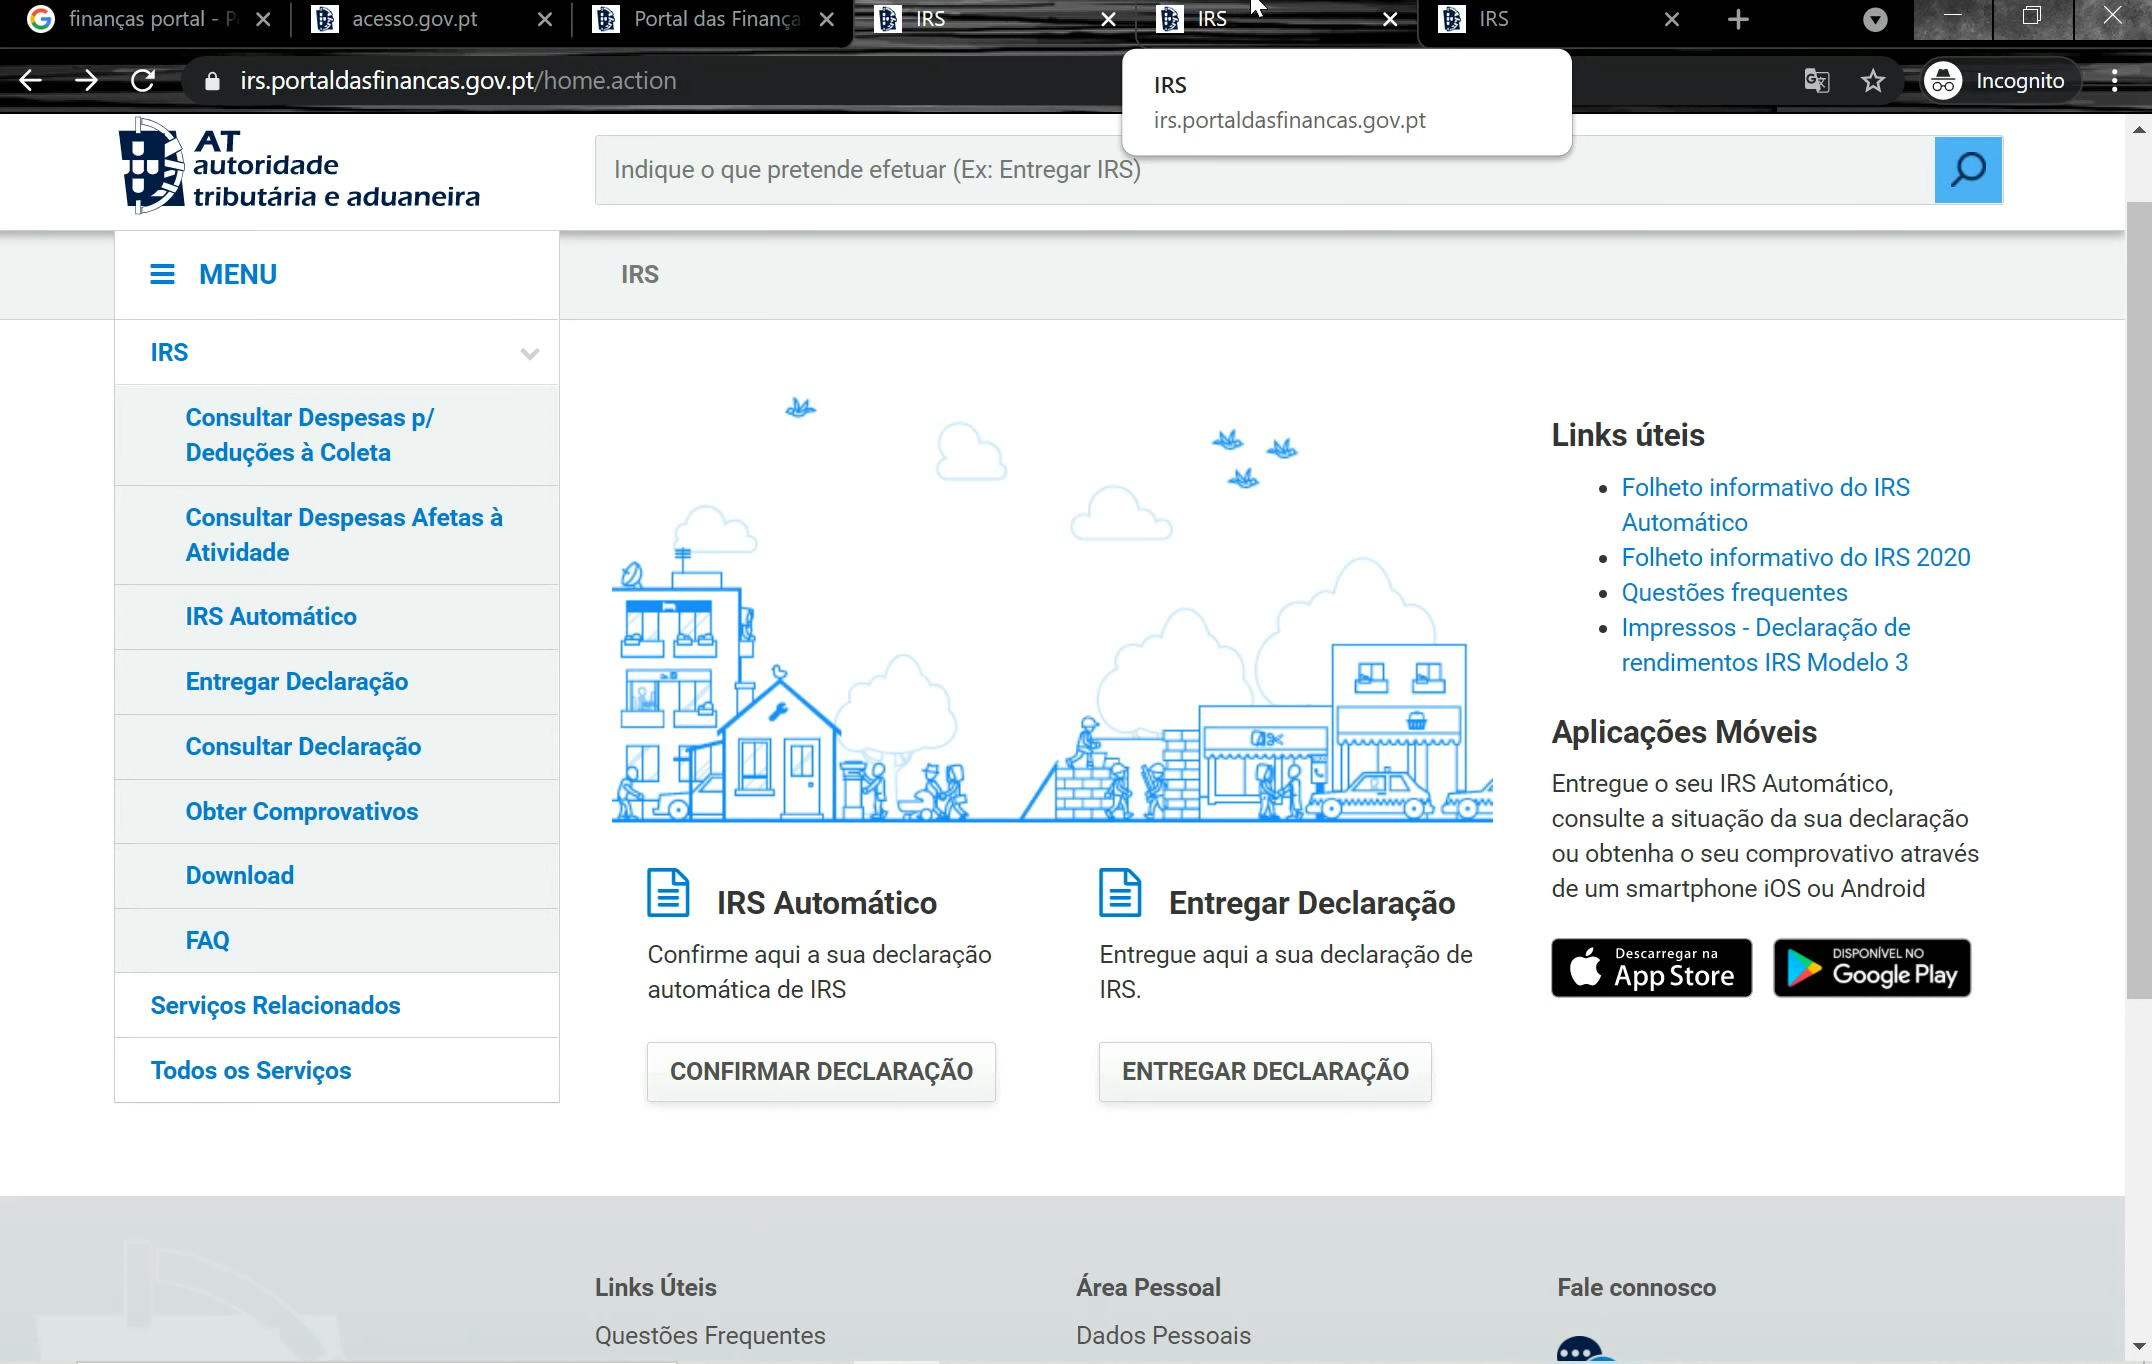 finanças portal - P
acesso.gov.pt
Portal das Finança
IRS
IRS
IRS
irs.portaldasfinancas.gov.pt/home.action
Incognito
IRS
irs.portaldasfinancas.gov.pt
AT
autoridade
tributária e aduaneira
Indique o que pretende efetuar (Ex: Entregar IRS)
MENU
IRS
IRS
Consultar Despesas p/
Deduções à Coleta
Consultar Despesas Afetas à
Atividade
IRS Automático
Entregar Declaração
Consultar Declaração
Obter Comprovativos
Download
FAQ
Serviços Relacionados
Todos os Serviços
IRS Automático
Confirme aqui a sua declaração
automática de IRS
CONFIRMAR DECLARAÇÃO
Entregar Declaração
Entregue aqui a sua declaração de
IRS.
ENTREGAR DECLARAÇÃO
Links úteis
Folheto informativo do IRS
Automático
Folheto informativo do IRS 2020
Questões frequentes
Impressos - Declaração de
rendimentos IRS Modelo 3
Aplicações Móveis
Entregue o seu IRS Automático,
consulte a situação da sua declaração
ou obtenha o seu comprovativo através
de um smartphone iOS ou Android
Descarregar na
App Store
DISPONÍVEL NO
Google Play
Links Úteis
Questões Frequentes
Área Pessoal
Dados Pessoais
Fale connosco